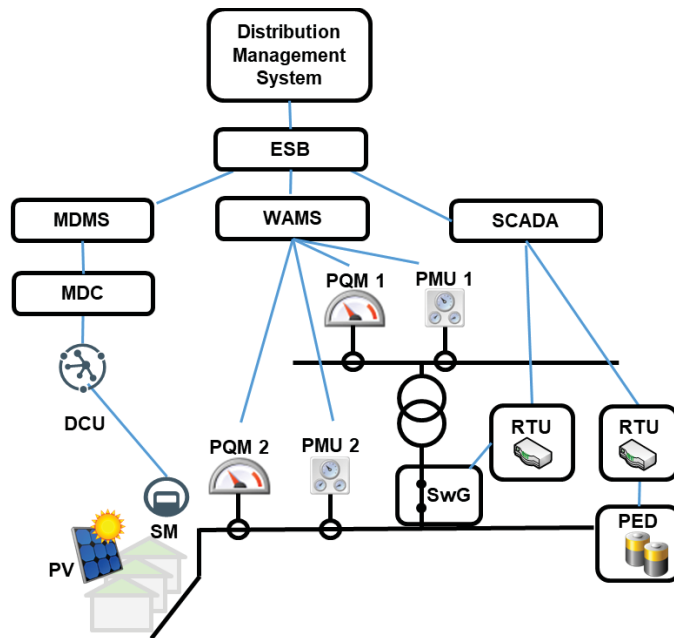 Distribution
Management
System
ESB
MDMS
WAMS
SCADA
MDC
PQM 1
PMU 1
DCU
RTU
RTU
PQM 2
PMU 2
SwG
SM
PED
PV